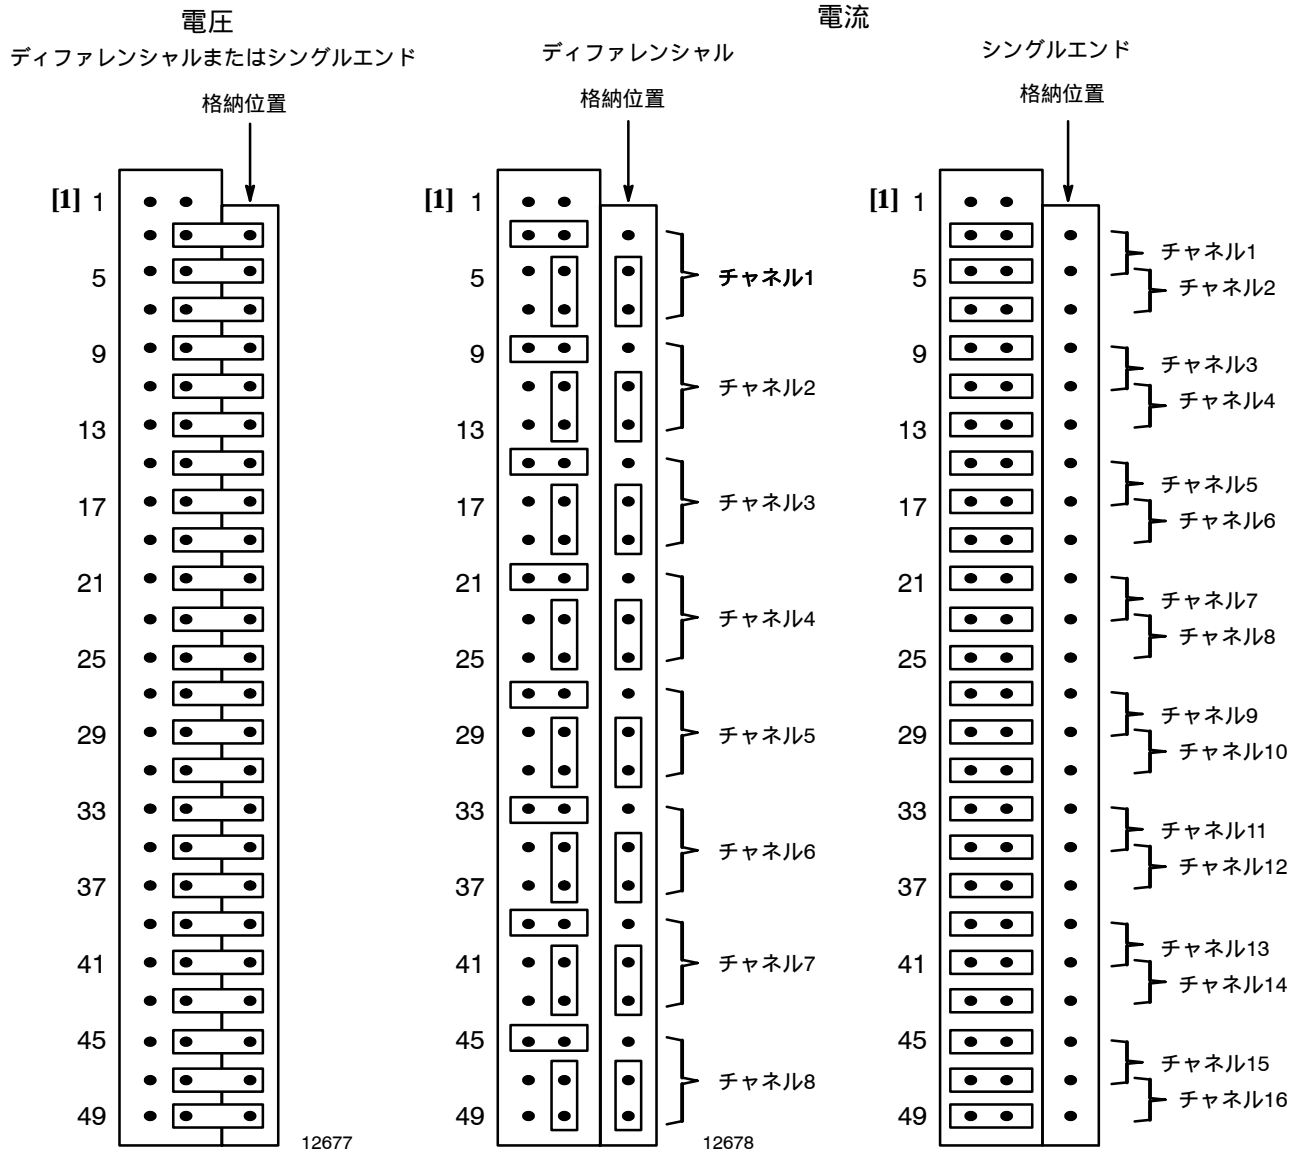 電圧
ディファレンシャルまたはシングルエンド
格納位置
[1] 1
5
9
13
17
21
25
29
33
37
41
45
49
12677
電流
ディファレンシャル
格納位置
[1] 1
5
9
13
17
21
25
29
33
37
41
45
49
チャネル1
チャネル2
チャネル3
チャネル4
チャネル5
チャネル6
チャネル7
チャネル8
12678
シングルエンド
格納位置
[1] 1
5
9
13
17
21
25
29
33
37
41
45
49
チャネル1
チャネル2
チャネル3
チャネル4
チャネル5
チャネル6
チャネル7
チャネル8
チャネル9
チャネル10
チャネル11
チャネル12
チャネル13
チャネル14
チャネル15
チャネル16